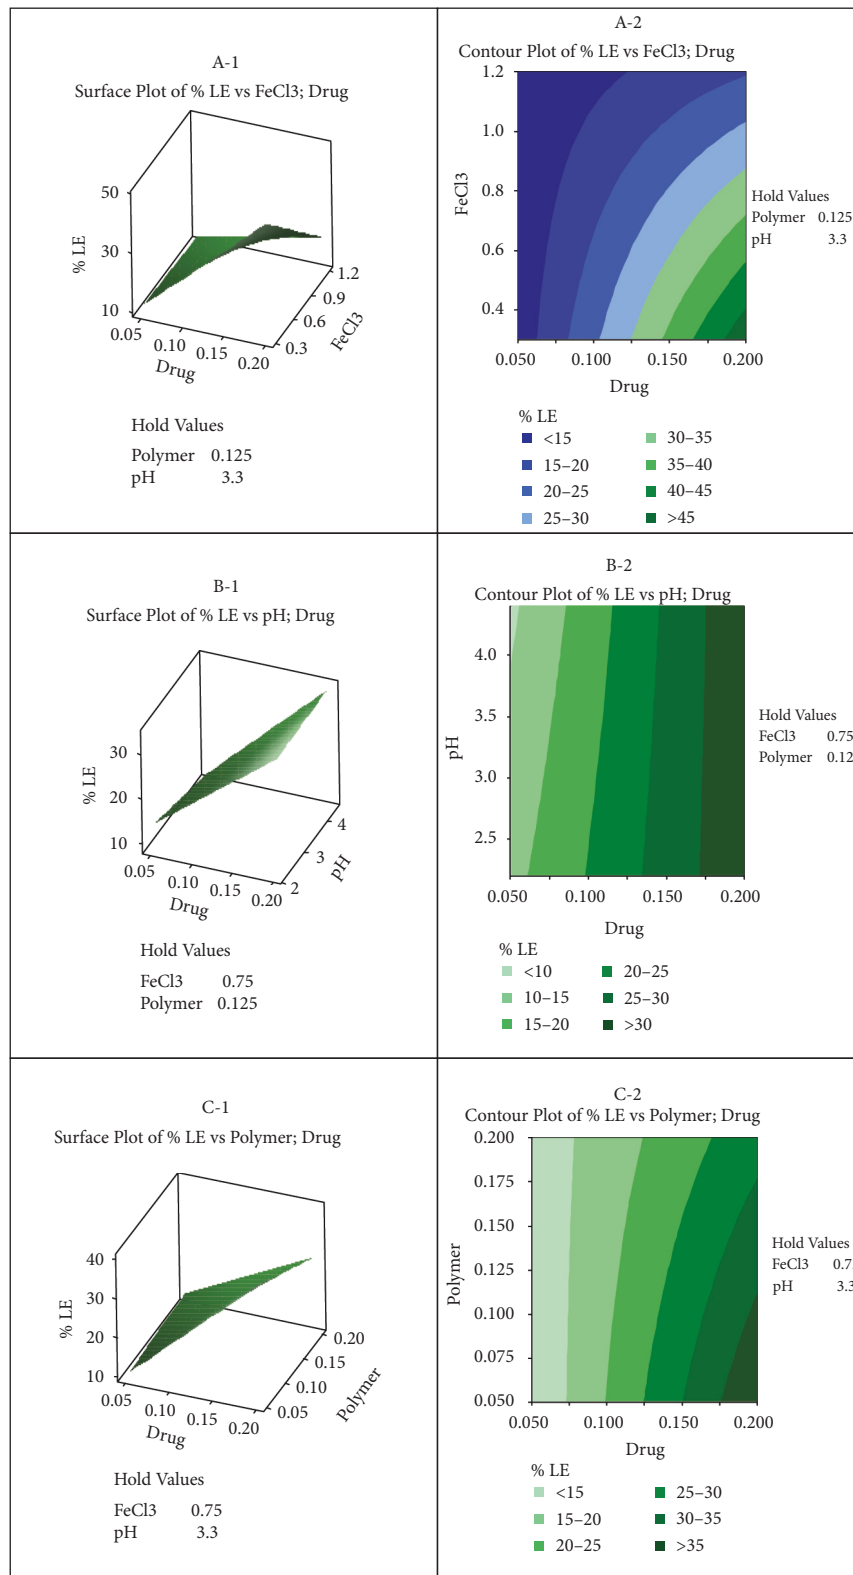 A-1
Surface Plot of % LE vs FeCl3; Drug
50
30
10
% LE
0.05
0.10
0.15
0.20
Drug
0.3
0.6
0.9
1.2
FeCl3
Hold Values
Polymer 0.125
pH 3.3
A-2
Contour Plot of % LE vs FeCl3; Drug
1.2
1.0
0.8
0.6
0.4
FeCl3
0.050
0.100
0.150
0.200
Drug
Hold Values
Polymer 0.125
pH 3.3
% LE
<15
15–20
20–25
25–30
30–35
35–40
40–45
>45
B-1
Surface Plot of % LE vs pH; Drug
30
20
10
% LE
0.05
0.10
0.15
0.20
Drug
2
3
4
pH
Hold Values
FeCl3 0.75
Polymer 0.125
B-2
Contour Plot of % LE vs pH; Drug
4.0
3.5
3.0
2.5
pH
0.050
0.100
0.150
0.200
Drug
Hold Values
FeCl3 0.75
Polymer 0.12
% LE
<10
10–15
15–20
20–25
25–30
>30
C-1
Surface Plot of % LE vs Polymer; Drug
40
30
20
10
% LE
0.05
0.10
0.15
0.20
Drug
0.05
0.10
0.15
0.20
Polymer
Hold Values
FeCl3 0.75
pH 3.3
C-2
Contour Plot of % LE vs Polymer; Drug
0.200
0.175
0.150
0.125
0.100
0.075
0.050
Polymer
0.050
0.100
0.150
0.200
Drug
Hold Values
FeCl3 0.7
pH 3.3
% LE
<15
15–20
20–25
25–30
30–35
>35